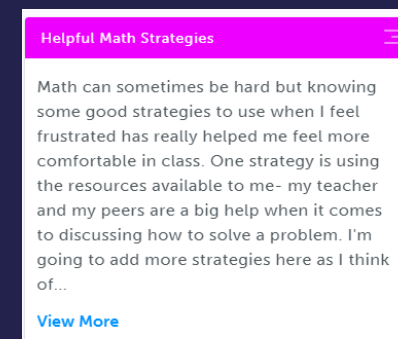 Helpful Math Strategies
Math can sometimes be hard but knowing
some good strategies to use when I feel
frustrated has really helped me feel more
comfortable in class. One strategy is using
the resources available to me- my teacher
and my peers are a big help when it comes
to discussing how to solve a problem. I'm
going to add more strategies here as I think
of...
View More